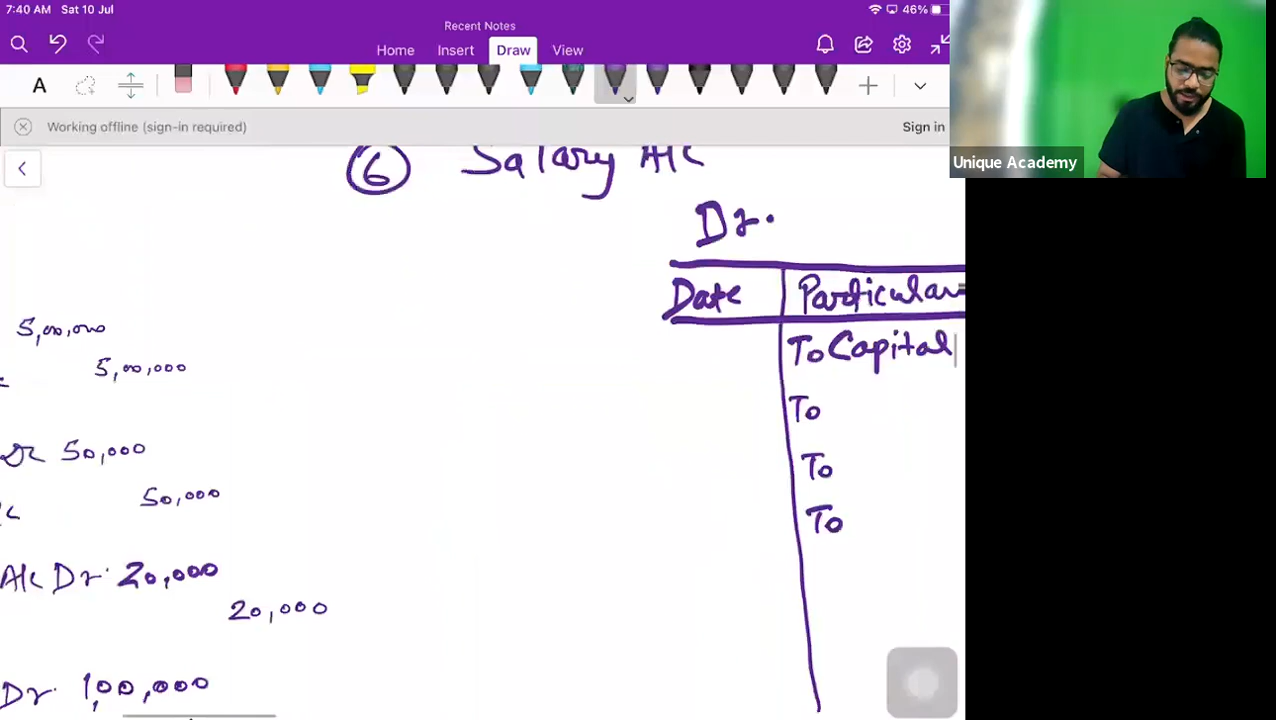 7:40 AM Sat 10 Jul
46%
Recent Notes
Home Insert Draw View
A
Working offline (sign-in required)
Sign in
Unique Academy
6 Salary A/c
Dr.
Date Particular
To Capital
To
To
To
5,00,000
5,00,000
Dr 50,000
50,000
A/c Dr. 20,000
20,000
Dr. 1,00,000